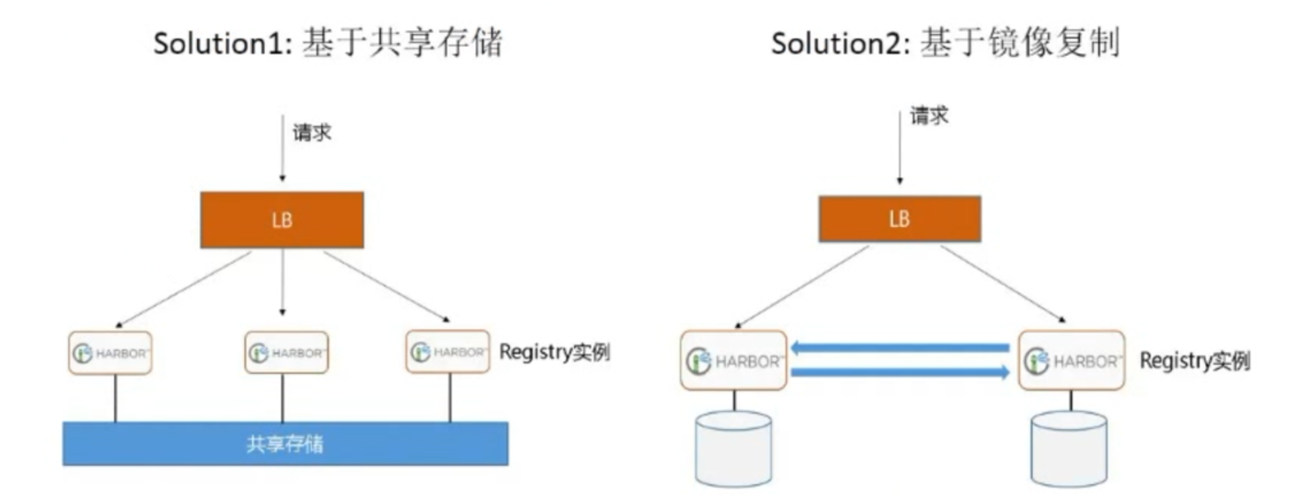 Solution1: 基于共享存储
请求
LB
HARBOR
HARBOR
HARBOR
Registry实例
共享存储
Solution2: 基于镜像复制
请求
LB
HARBOR™
HARBOR™
Registry实例